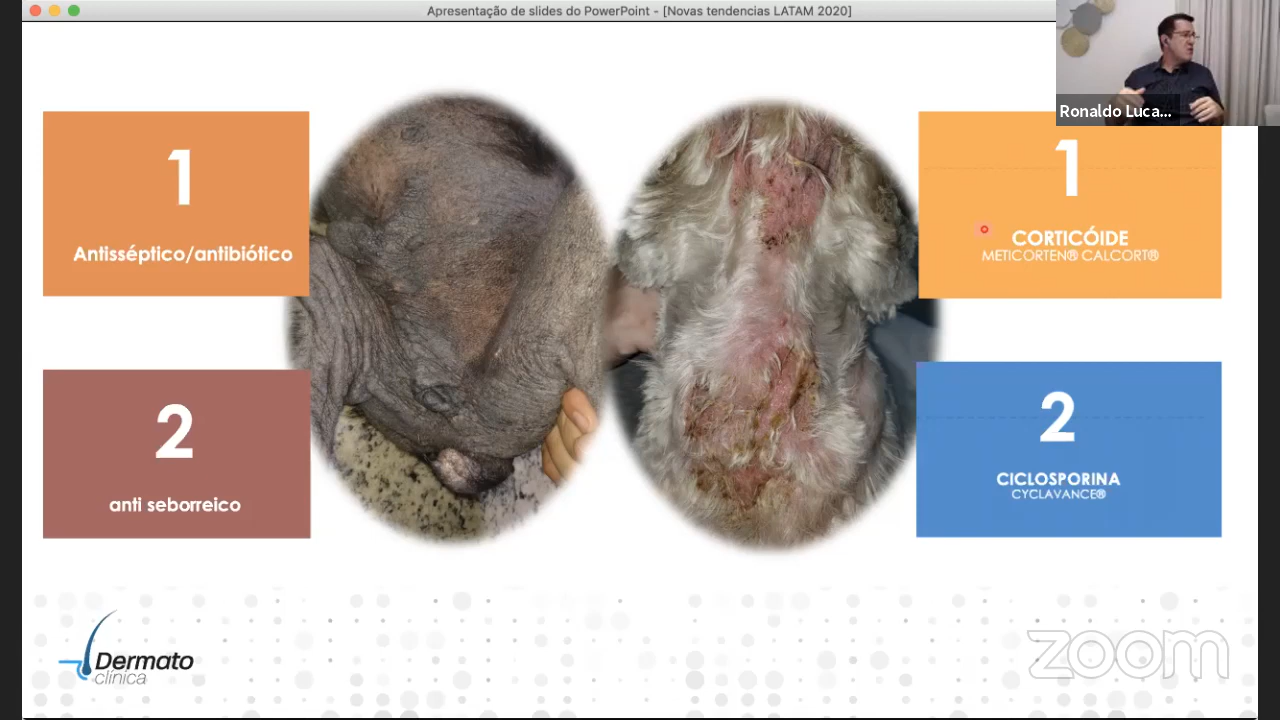 Apresentação de slides do PowerPoint - [Novas tendencias LATAM 2020]
Ronaldo Luca...
1
Antisséptico/antibiótico
2
anti seborreico
1
CORTICÓIDE
METICORTEN® CALCORT®
2
CICLOSPORINA
CYCLAVANCE®
Dermato
clínica
zoom